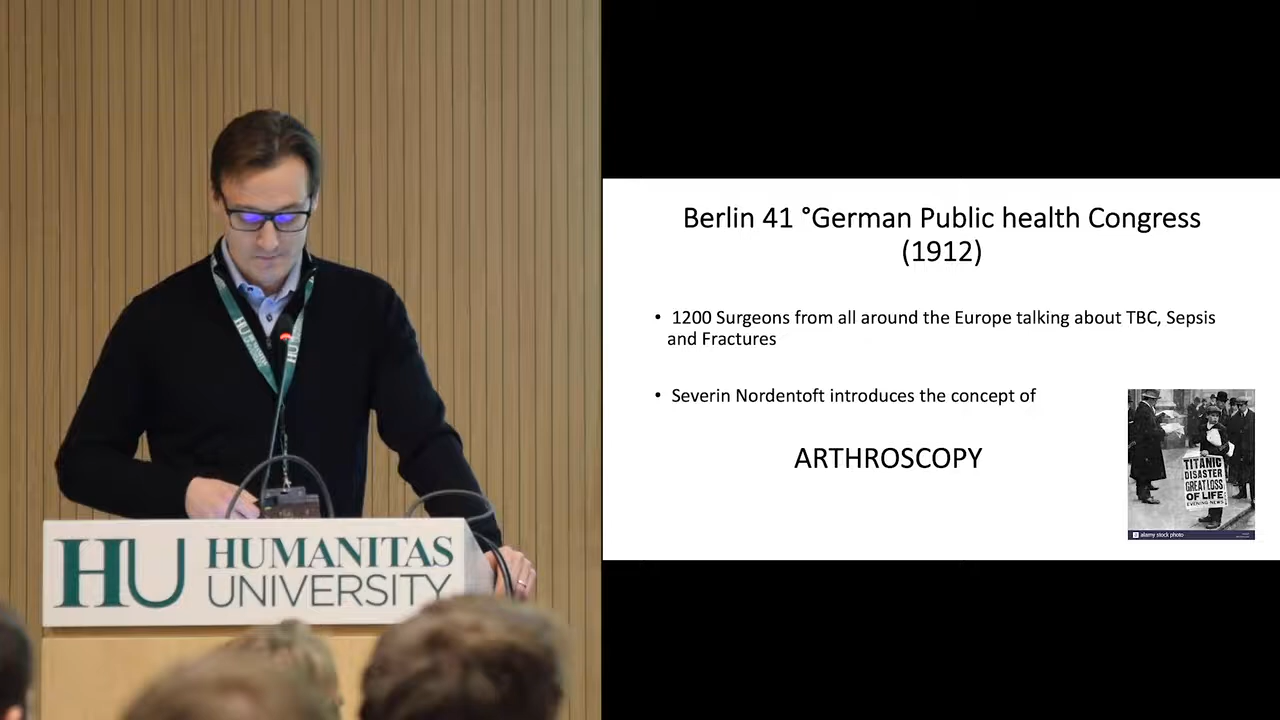 HU HUMANITAS
UNIVERSITY
Berlin 41 °German Public health Congress
(1912)
• 1200 Surgeons from all around the Europe talking about TBC, Sepsis
and Fractures
• Severin Nordentoft introduces the concept of
ARTHROSCOPY
TITANIC
DISASTER
GREAT LOSS
OF LIFE
EVENING NEWS
alamy stock photo